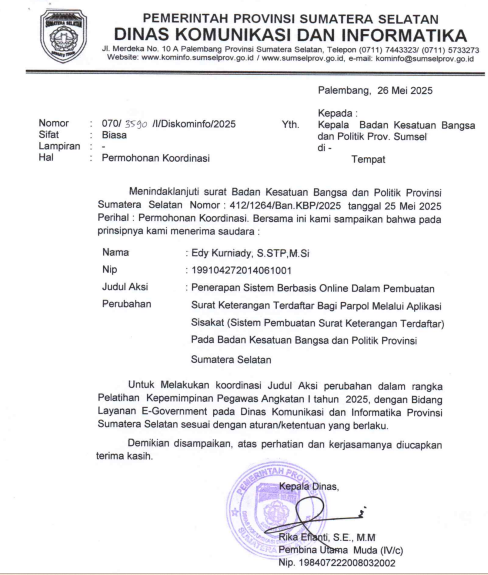 PEMERINTAH PROVINSI SUMATERA SELATAN
DINAS KOMUNIKASI DAN INFORMATIKA
Jl. Merdeka No. 10 A Palembang Provinsi Sumatera Selatan, Telepon (0711) 7443323/ (0711) 5733273
Website: www.kominfo.sumselprov.go.id / www.sumselprov.go.id, e-mail: kominfo@sumselprov.go.id
Palembang, 26 Mei 2025
Kepada :
Nomor : 070/ 3590 /I/Diskominfo/2025
Yth. Kepala Badan Kesatuan Bangsa
Sifat : Biasa
dan Politik Prov. Sumsel
Lampiran : -
di -
Hal : Permohonan Koordinasi
Tempat
Menindaklanjuti surat Badan Kesatuan Bangsa dan Politik Provinsi
Sumatera Selatan Nomor : 412/1264/Ban.KBP/2025 tanggal 25 Mei 2025
Perihal : Permohonan Koordinasi. Bersama ini kami sampaikan bahwa pada
prinsipnya kami menerima saudara :
Nama : Edy Kurniady, S.STP,M.Si
Nip : 199104272014061001
Judul Aksi : Penerapan Sistem Berbasis Online Dalam Pembuatan
Perubahan Surat Keterangan Terdaftar Bagi Parpol Melalui Aplikasi
Sisakat (Sistem Pembuatan Surat Keterangan Terdaftar)
Pada Badan Kesatuan Bangsa dan Politik Provinsi
Sumatera Selatan
Untuk Melakukan koordinasi Judul Aksi perubahan dalam rangka
Pelatihan Kepemimpinan Pegawas Angkatan I tahun 2025, dengan Bidang
Layanan E-Government pada Dinas Komunikasi dan Informatika Provinsi
Sumatera Selatan sesuai dengan aturan/ketentuan yang berlaku.
Demikian disampaikan, atas perhatian dan kerjasamanya diucapkan
terima kasih.
Kepala Dinas,
PEMERINTAH PROV
SUMATERA
Rika Efianti, S.E., M.M
Pembina Utama Muda (IV/c)
Nip. 198407222008032002